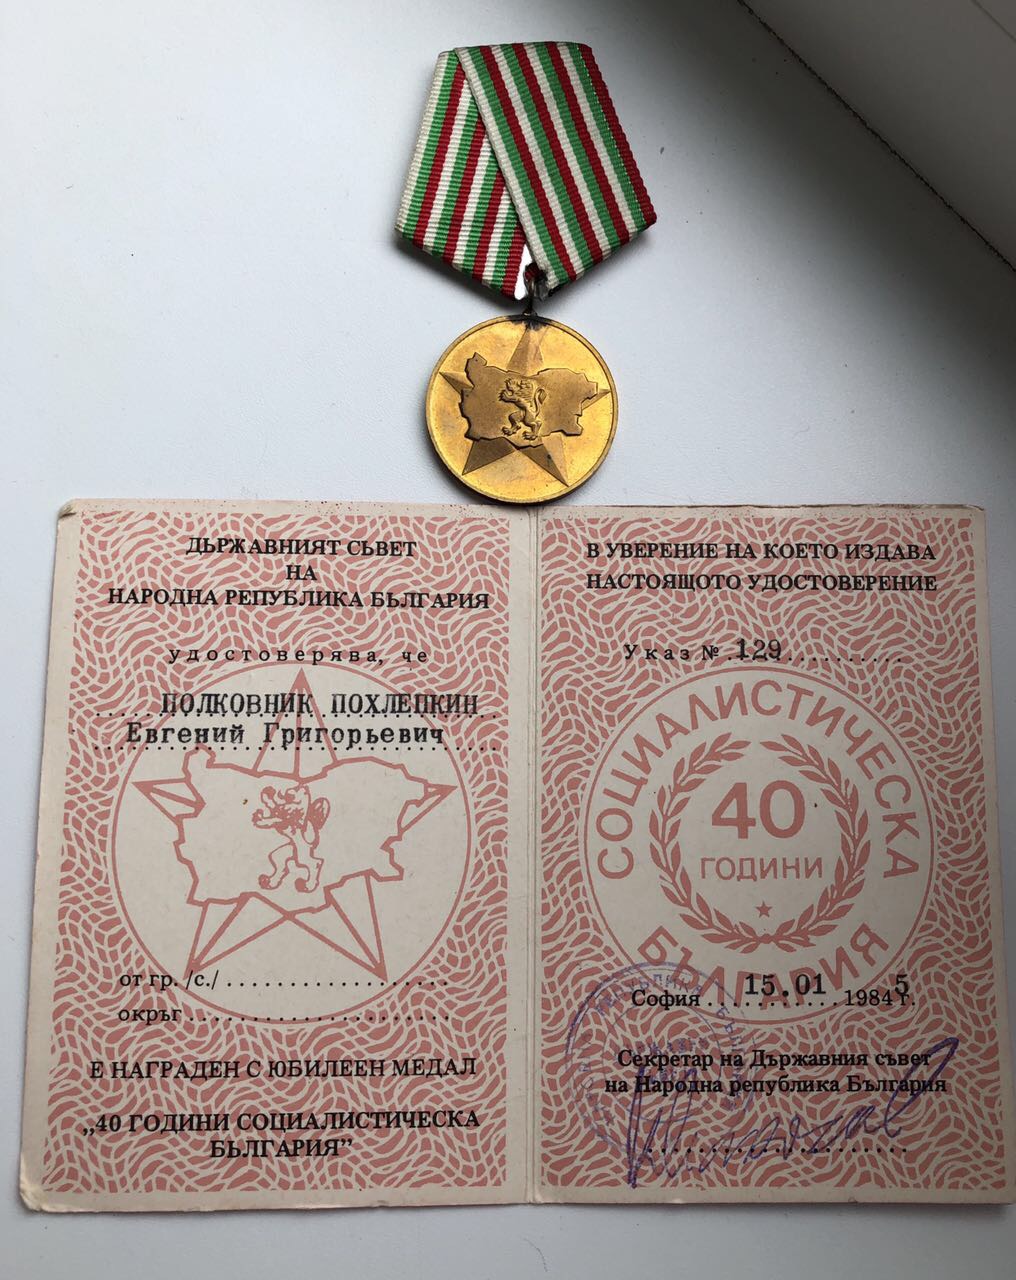 ДЪРЖАВНИЯТ СЪВЕТ
НА
НАРОДНА РЕПУБЛИКА БЪЛГАРИЯ
удостоверява, че
ПОЛКОВНИК ПОХЛЕПКИН
Евгений Григорьевич
от гр. /с./
окръг
Е НАГРАДЕН С ЮБИЛЕЕН МЕДАЛ
„40 ГОДИНИ СОЦИАЛИСТИЧЕСКА
БЪЛГАРИЯ”
В УВЕРЕНИЕ НА КОЕТО ИЗДАВА
НАСТОЯЩОТО УДОСТОВЕРЕНИЕ
Указ № 129
СОЦИАЛИСТИЧЕСКА
40
ГОДИНИ
БЪЛГАРИЯ
София 15.01 19845 г.
Секретар на Държавния съвет
на Народна република България